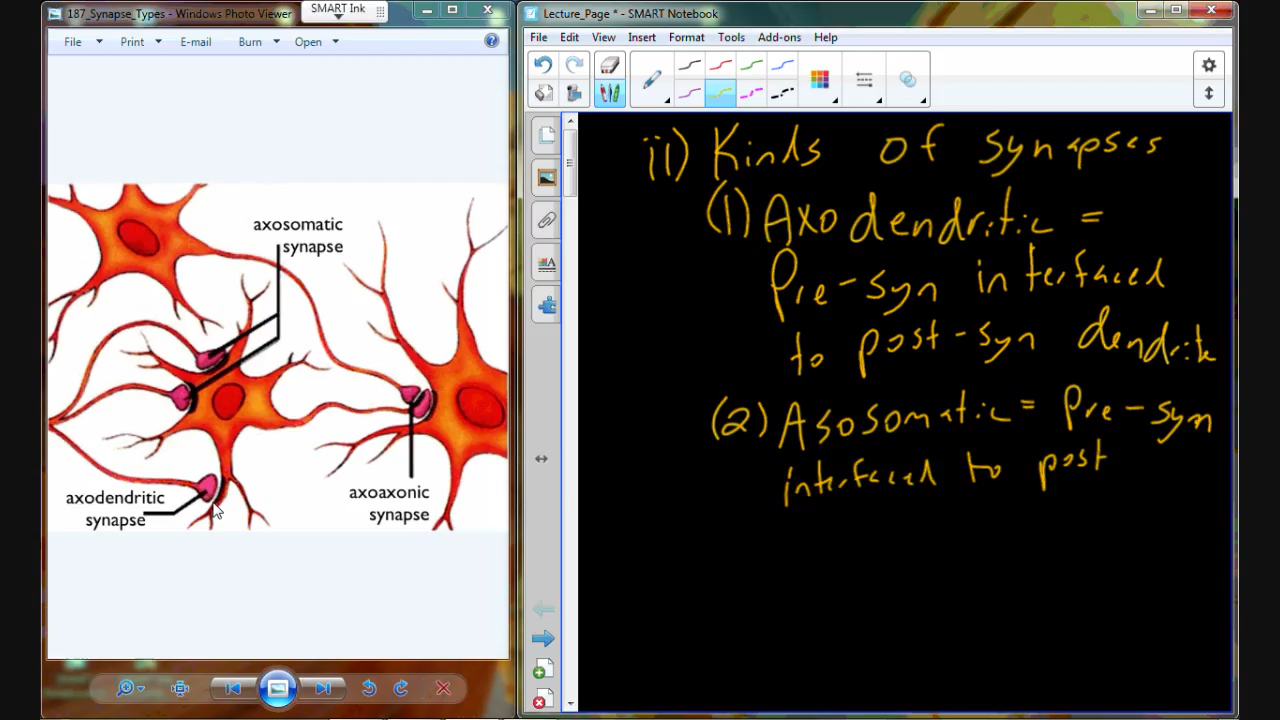 187_Synapse_Types - Windows Photo Viewer
SMART Ink
File Print E-mail Burn Open
axosomatic
synapse
axodendritic
synapse
axoaxonic
synapse
Lecture_Page * - SMART Notebook
File Edit View Insert Format Tools Add-ons Help
ii) Kinds of synapses
(1) Axodendritic =
Pre-syn interfaced
to post-syn dendrite
(2) Asosomatic = Pre-syn
interfaced to post